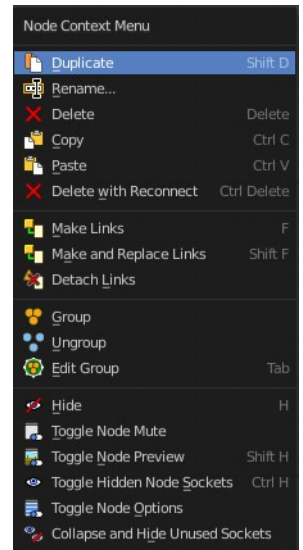 Node Context Menu
Duplicate Shift D
Rename...
Delete Delete
Copy Ctrl C
Paste Ctrl V
Delete with Reconnect Ctrl Delete
Make Links F
Make and Replace Links Shift F
Detach Links
Group
Ungroup
Edit Group Tab
Hide H
Toggle Node Mute
Toggle Node Preview Shift H
Toggle Hidden Node Sockets Ctrl H
Toggle Node Options
Collapse and Hide Unused Sockets